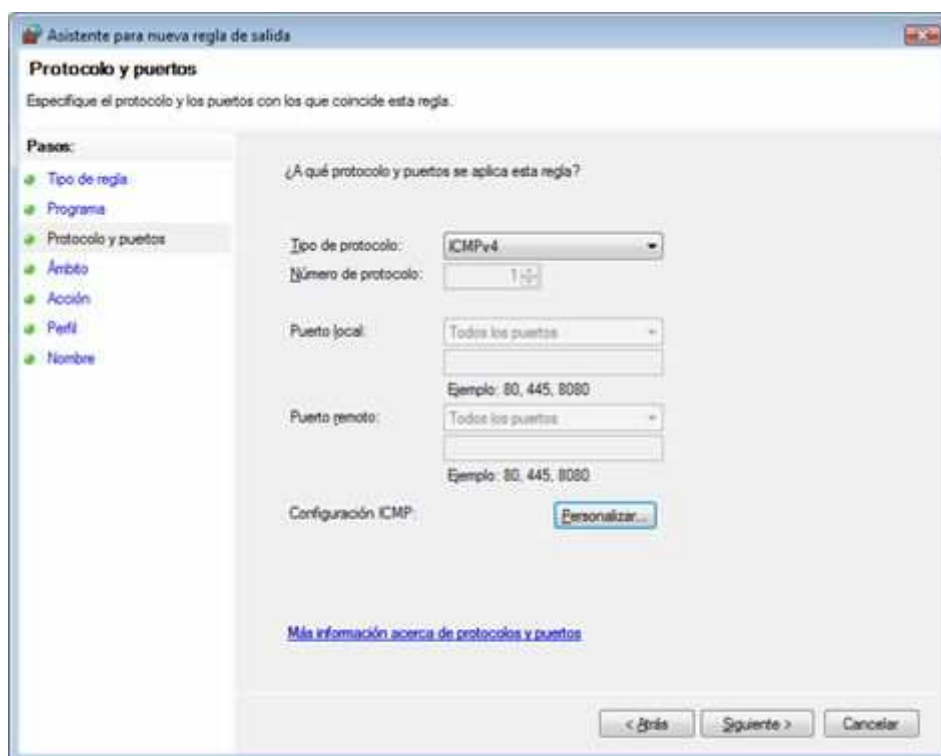 Asistente para nueva regla de salida
Protocolo y puertos
Especifique el protocolo y los puertos con los que coincide esta regla.
Pasos:
Tipo de regla
Programa
Protocolo y puertos
Ámbito
Acción
Perfil
Nombre
¿A qué protocolo y puertos se aplica esta regla?
Tipo de protocolo: ICMPv4
Número de protocolo: 1
Puerto local: Todos los puertos
Ejemplo: 80, 445, 8080
Puerto remoto: Todos los puertos
Ejemplo: 80, 445, 8080
Configuración ICMP: Personalizar...
Más información acerca de protocolos y puertos
< Atrás Siguiente > Cancelar